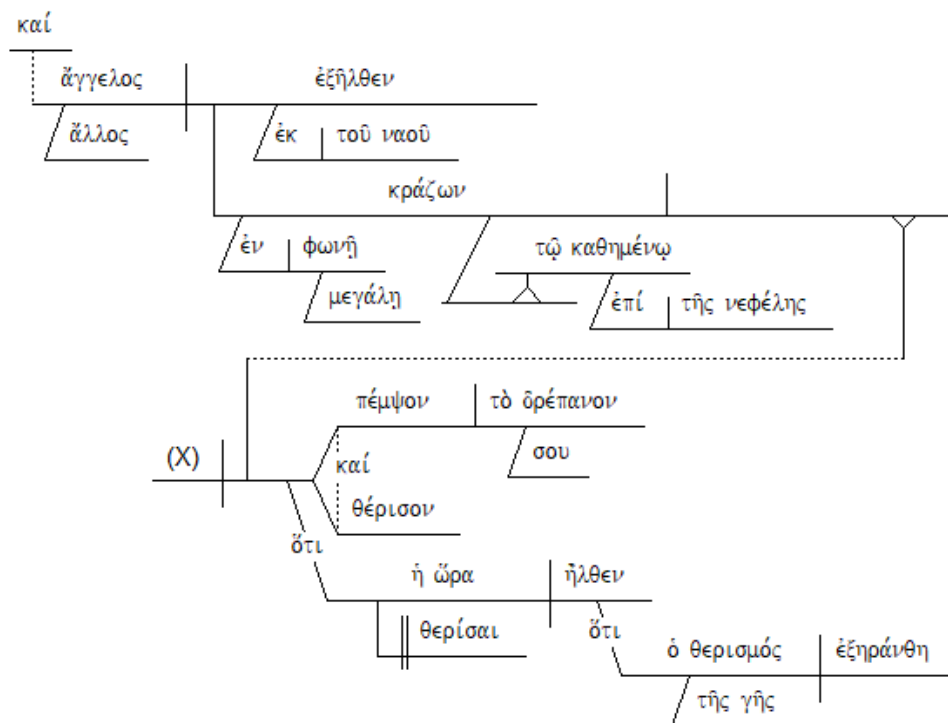 καί
ἄγγελος ἐξῆλθεν
ἄλλος ἐκ τοῦ ναοῦ
κράζων
ἐν φωνῇ τῷ καθημένῳ
μεγάλῃ ἐπί τῆς νεφέλης
πέμψον τὸ δρέπανον
(X) καί σου
θέρισον
ὅτι
ἡ ὥρα ἦλθεν
θερίσαι ὅτι
ὁ θερισμός ἐξηράνθη
τῆς γῆς